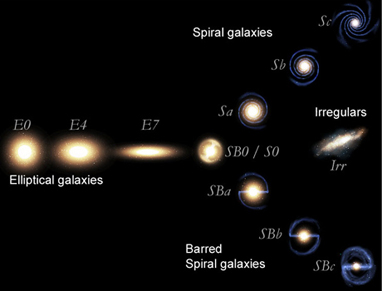 Sc
Spiral galaxies
Sb
Sa
Irregulars
E0 E4 E7
SB0 / S0
Irr
Elliptical galaxies
SBa
SBb
Barred
Spiral galaxies
SBc